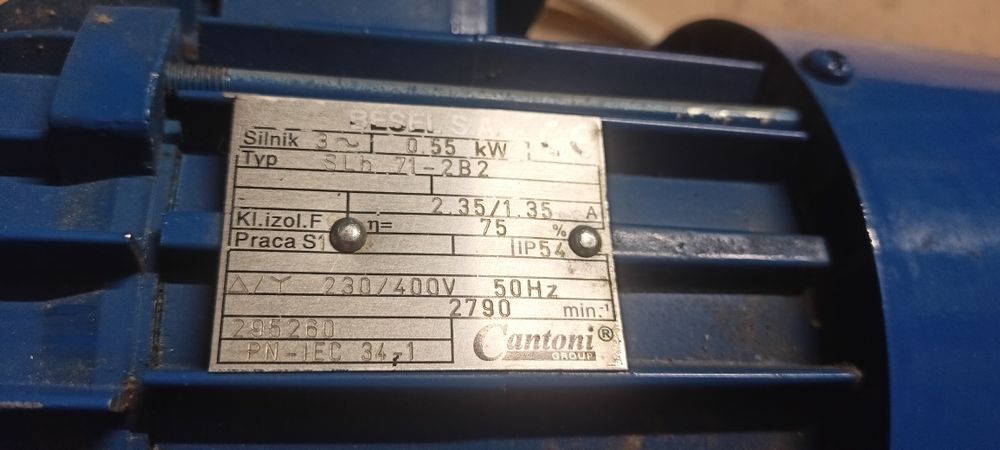 BESEL S.A.
Silnik 3~ 0.55 kW
Typ SLh 71-2B2
2.35/1.35 A
Kl.izol.F η= 75 %
Praca S1 IP54
△/Y 230/400V 50Hz
2790 min.⁻¹
295260
PN-IEC 34.1
Cantoni®
GROUP